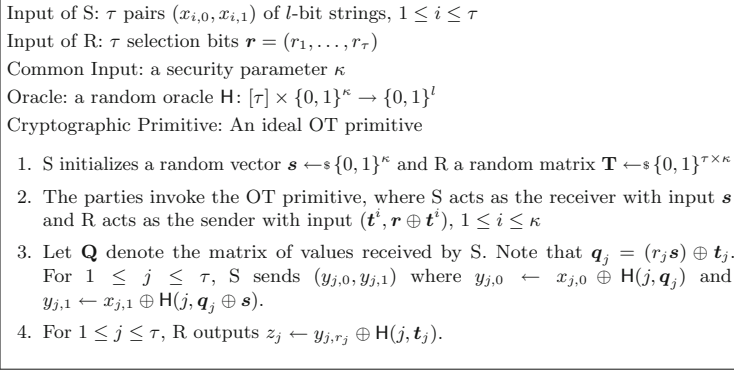 Input of S: τ pairs (x_{i,0}, x_{i,1}) of l-bit strings, 1 ≤ i ≤ τ
Input of R: τ selection bits r = (r_1, . . . , r_τ)
Common Input: a security parameter κ
Oracle: a random oracle H: [τ] × {0, 1}^κ → {0, 1}^l
Cryptographic Primitive: An ideal OT primitive
1. S initializes a random vector s ←$ {0, 1}^κ and R a random matrix T ←$ {0, 1}^{τ×κ}
2. The parties invoke the OT primitive, where S acts as the receiver with input s
and R acts as the sender with input (t^i, r ⊕ t^i), 1 ≤ i ≤ κ
3. Let Q denote the matrix of values received by S. Note that q_j = (r_j s) ⊕ t_j.
For 1 ≤ j ≤ τ, S sends (y_{j,0}, y_{j,1}) where y_{j,0} ← x_{j,0} ⊕ H(j, q_j) and
y_{j,1} ← x_{j,1} ⊕ H(j, q_j ⊕ s).
4. For 1 ≤ j ≤ τ, R outputs z_j ← y_{j,r_j} ⊕ H(j, t_j).